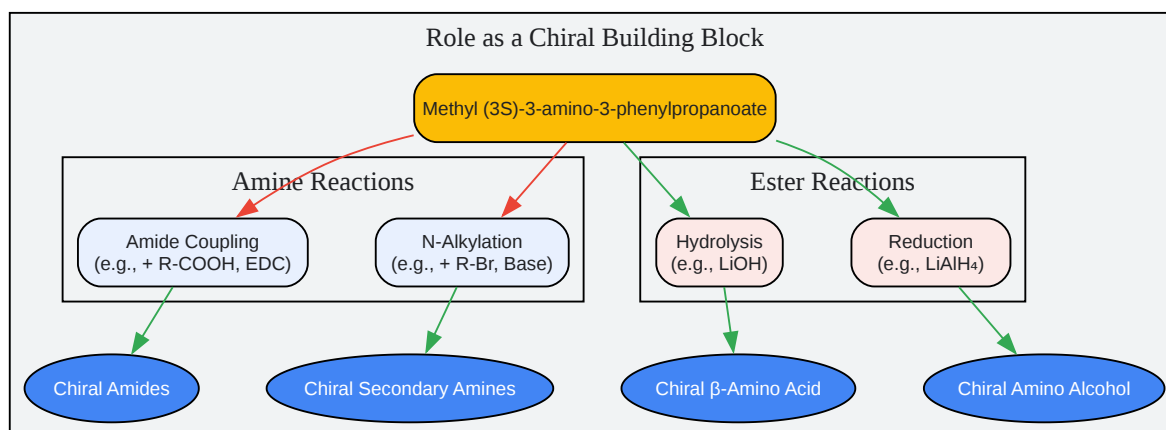 Role as a Chiral Building Block
Methyl (3S)-3-amino-3-phenylpropanoate
Amine Reactions
Ester Reactions
Amide Coupling
(e.g., + R-COOH, EDC)
N-Alkylation
(e.g., + R-Br, Base)
Hydrolysis
(e.g., LiOH)
Reduction
(e.g., LiAlH₄)
Chiral Amides
Chiral Secondary Amines
Chiral β-Amino Acid
Chiral Amino Alcohol